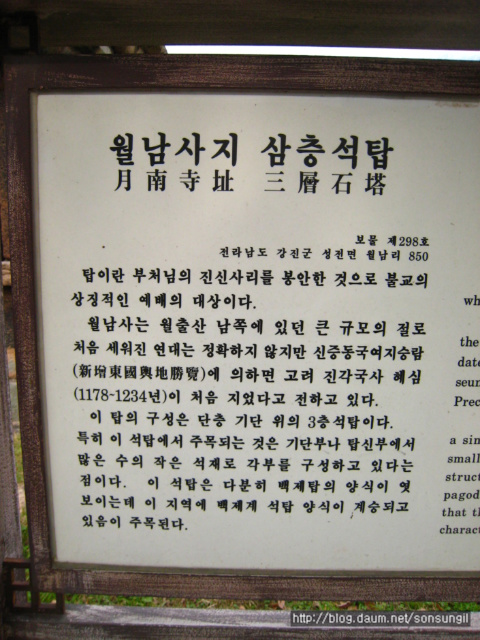 월남사지 삼층석탑
月南寺址 三層石塔
보물 제298호
전라남도 강진군 성전면 월남리 850
탑이란 부처님의 진신사리를 봉안한 것으로 불교의
상징적인 예배의 대상이다.
월남사는 월출산 남쪽에 있던 큰 규모의 절로
처음 세워진 연대는 정확하지 않지만 신중동국여지승람
(新增東國輿地勝覽)에 의하면 고려 진각국사 혜심
(1178-1234년)이 처음 지었다고 전하고 있다.
이 탑의 구성은 단층 기단 위의 3층석탑이다.
특히 이 석탑에서 주목되는 것은 기단부나 탑신부에서
많은 수의 작은 석재로 각부를 구성하고 있다는
점이다. 이 석탑은 다분히 백제탑의 양식이 엿
보이는데 이 지역에 백제계 석탑 양식이 계승되고
있음이 주목된다.
wh
the
date
seun
Prec
a sin
small
struct
pagod
that th
charact
http://blog.daum.net/sonsungil